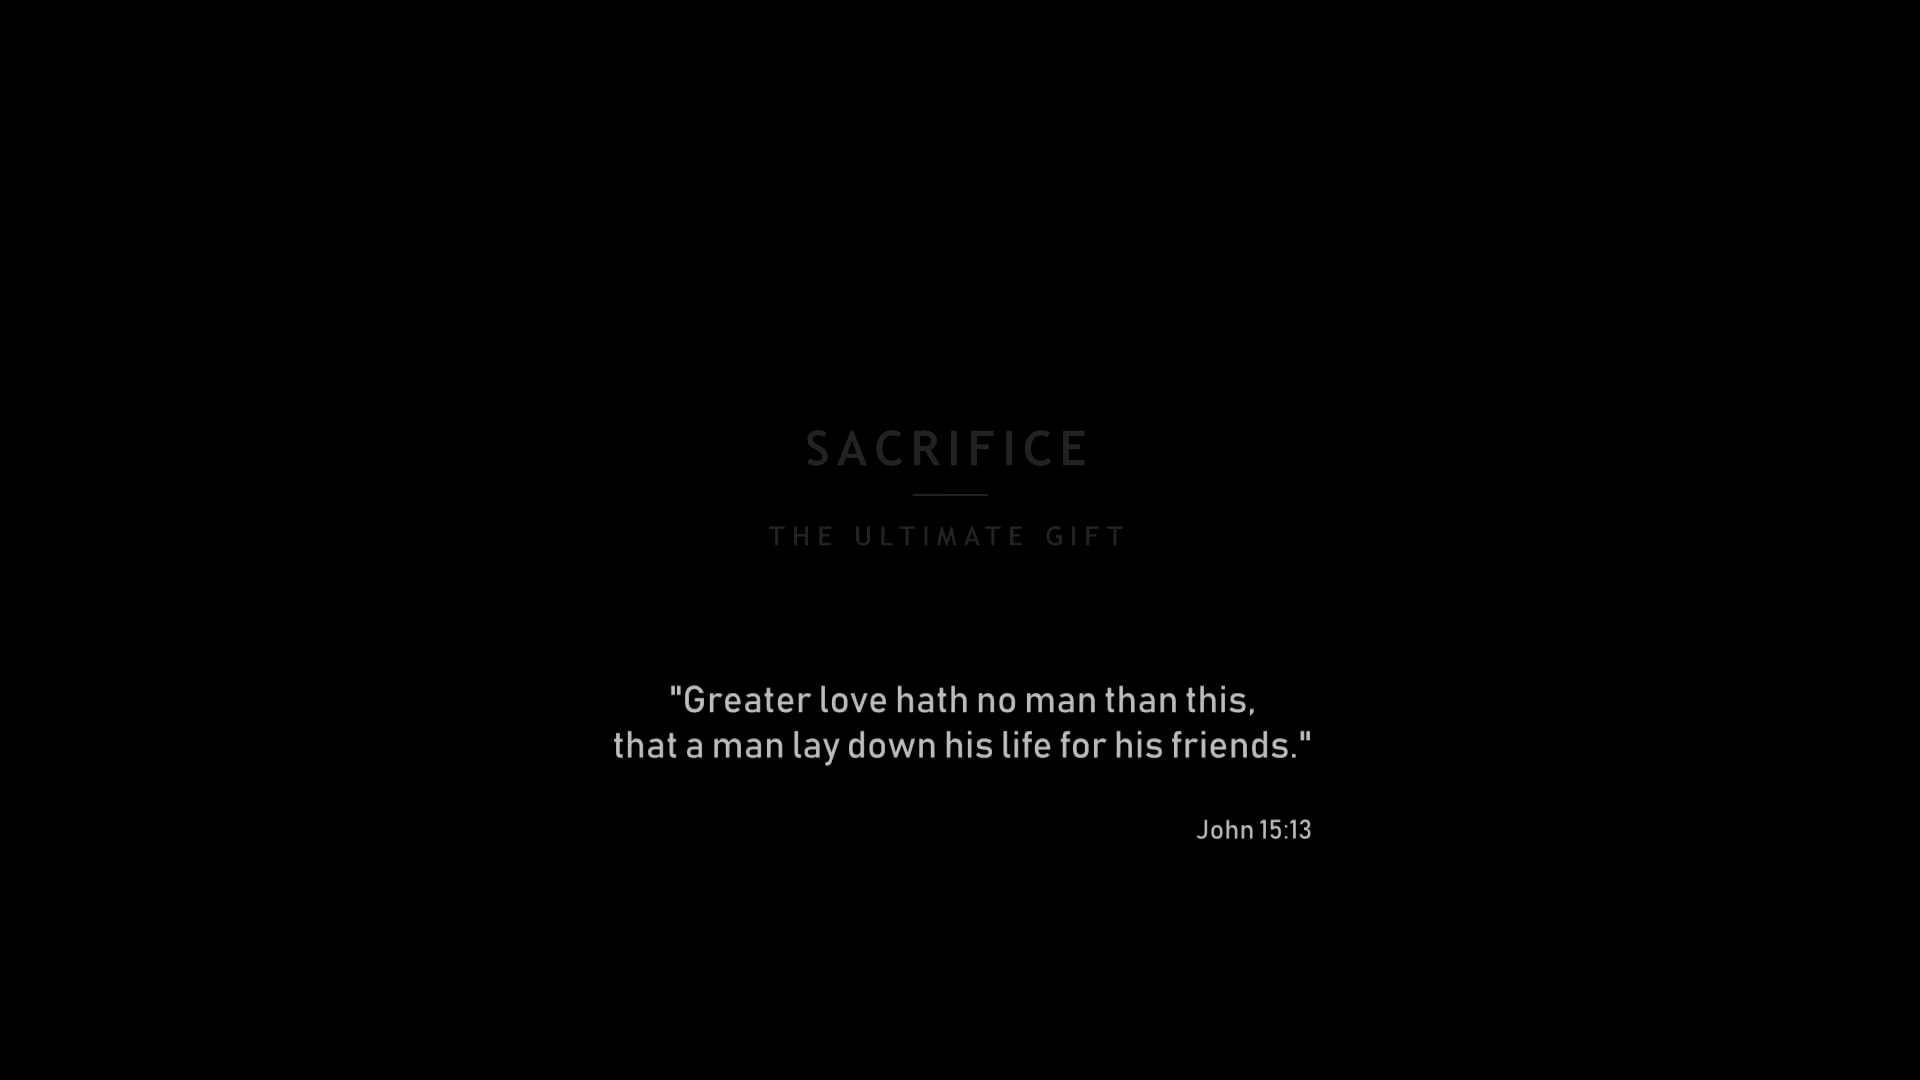 SACRIFICE
THE ULTIMATE GIFT
"Greater love hath no man than this,
that a man lay down his life for his friends."
John 15:13